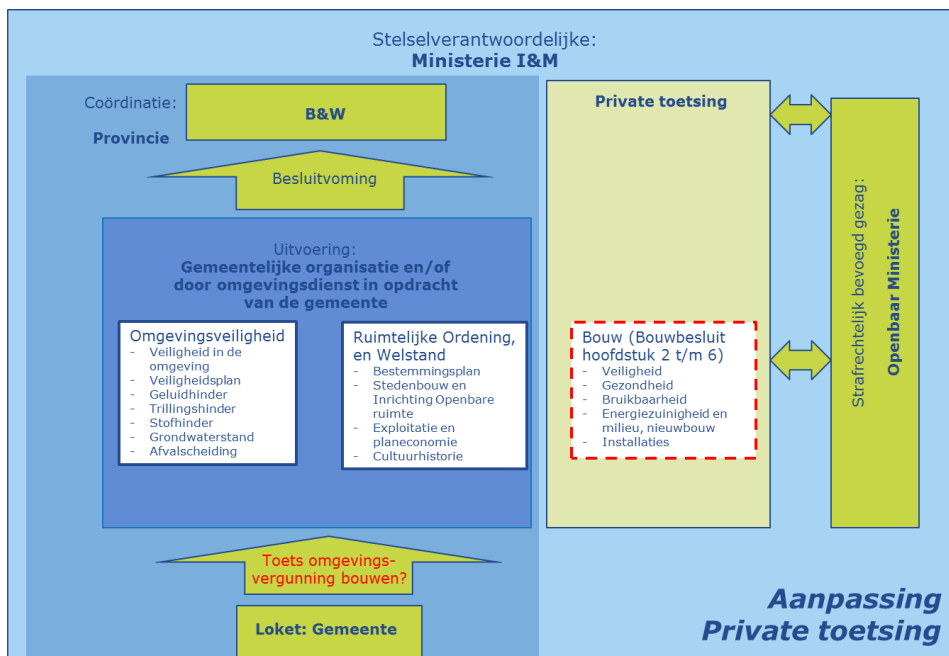 Stelselverantwoordelijke:
Ministerie I&M
Coördinatie:
Provincie
B&W
Besluitvoming
Uitvoering:
Gemeentelijke organisatie en/of
door omgevingsdienst in opdracht
van de gemeente
Omgevingsveiligheid
- Veiligheid in de
omgeving
- Veiligheidsplan
- Geluidhinder
- Trillingshinder
- Stofhinder
- Grondwaterstand
- Afvalscheiding
Ruimtelijke Ordening,
en Welstand
- Bestemmingsplan
- Stedenbouw en
Inrichting Openbare
ruimte
- Exploitatie en
planeconomie
- Cultuurhistorie
Toets omgevings-
vergunning bouwen?
Loket: Gemeente
Private toetsing
Bouw (Bouwbesluit
hoofdstuk 2 t/m 6)
- Veiligheid
- Gezondheid
- Bruikbaarheid
- Energiezuinigheid en
milieu, nieuwbouw
- Installaties
Strafrechtelijk bevoegd gezag:
Openbaar Ministerie
Aanpassing
Private toetsing